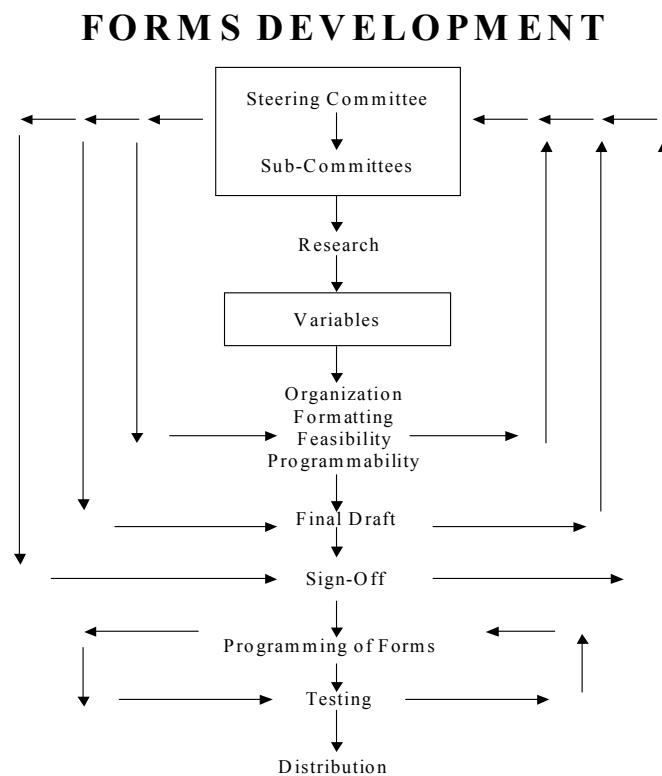 FORMS DEVELOPMENT
Steering Committee
Sub-Committees
Research
Variables
Organization
Formatting
Feasibility
Programmability
Final Draft
Sign-Off
Programming of Forms
Testing
Distribution